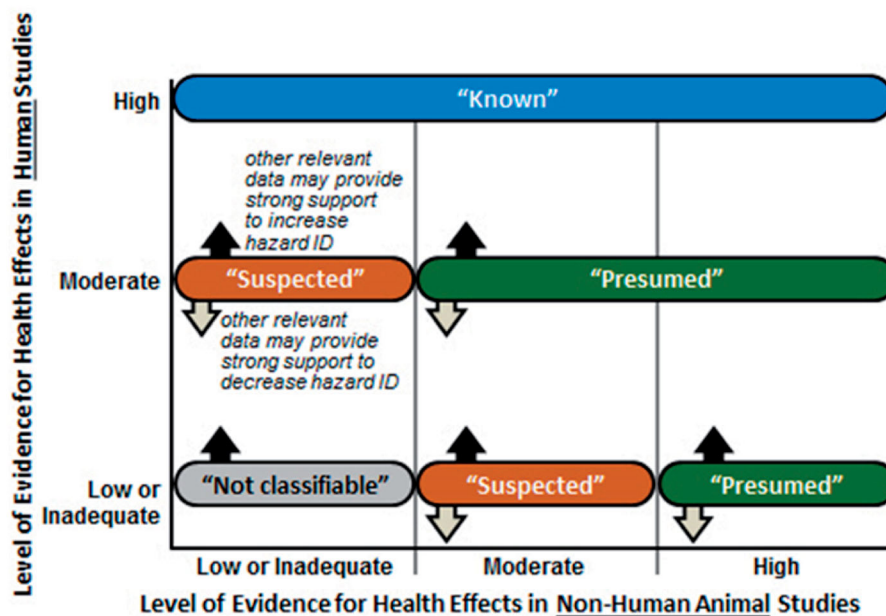 Level of Evidence for Health Effects in Human Studies
High
“Known”
other relevant
data may provide
strong support
to increase
hazard ID
Moderate
“Suspected”
“Presumed”
other relevant
data may provide
strong support to
decrease hazard ID
Low or
Inadequate
“Not classifiable”
“Suspected”
“Presumed”
Low or Inadequate
Moderate
High
Level of Evidence for Health Effects in Non-Human Animal Studies